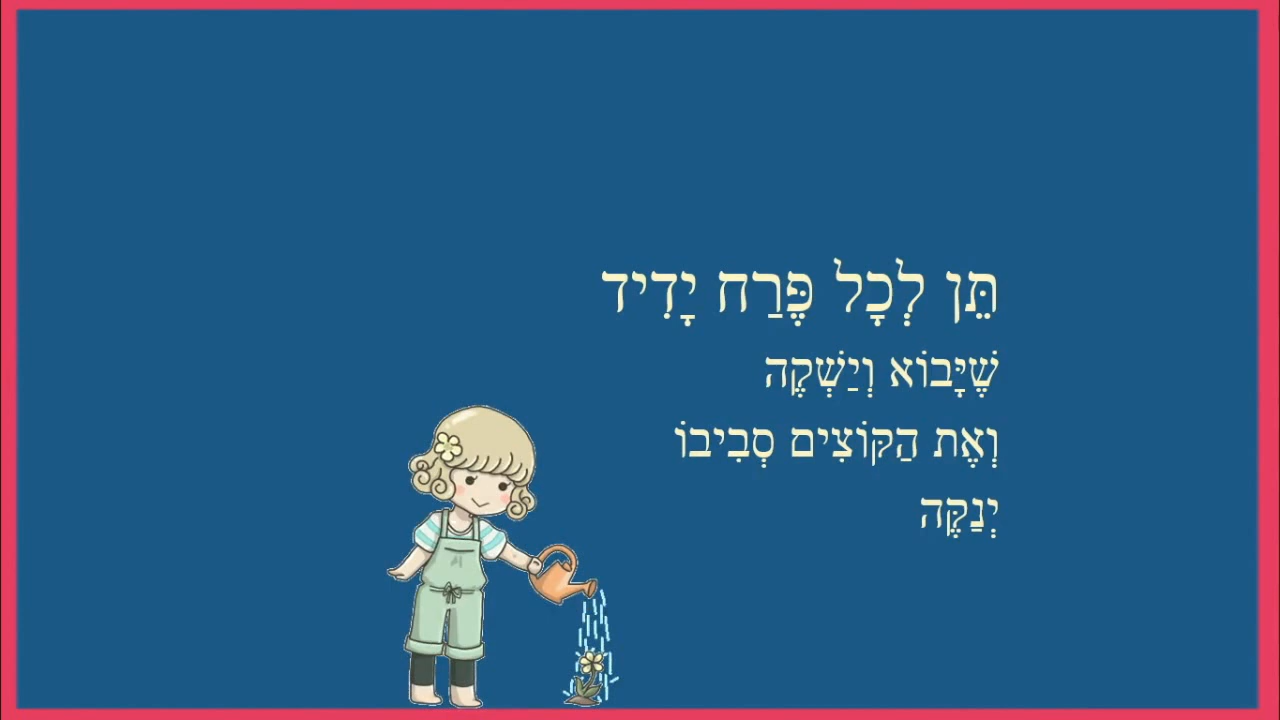 תֵּן לְכָל פֶּרַח יָדִיד
שֶׁיָּבוֹא וְיַשְׁקֶה
וְאֶת הַקּוֹצִים סְבִיבוֹ
יְנַקֶּה